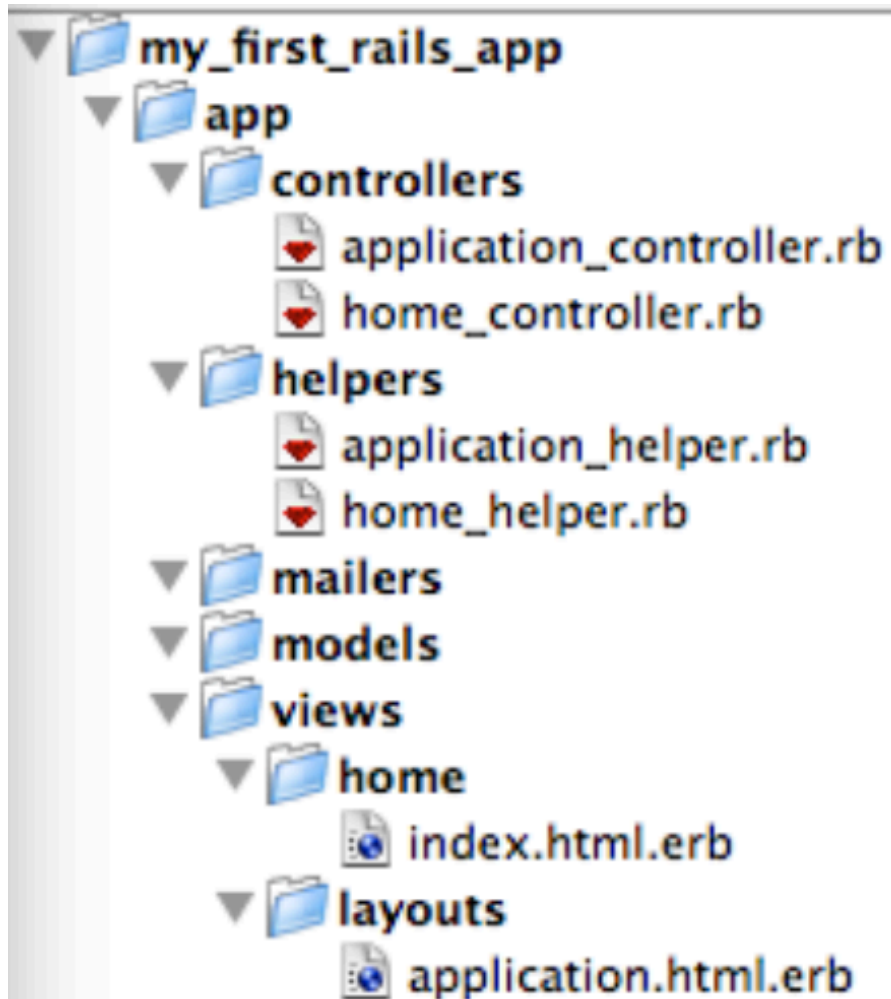 my_first_rails_app
app
controllers
application_controller.rb
home_controller.rb
helpers
application_helper.rb
home_helper.rb
mailers
models
views
home
index.html.erb
layouts
application.html.erb